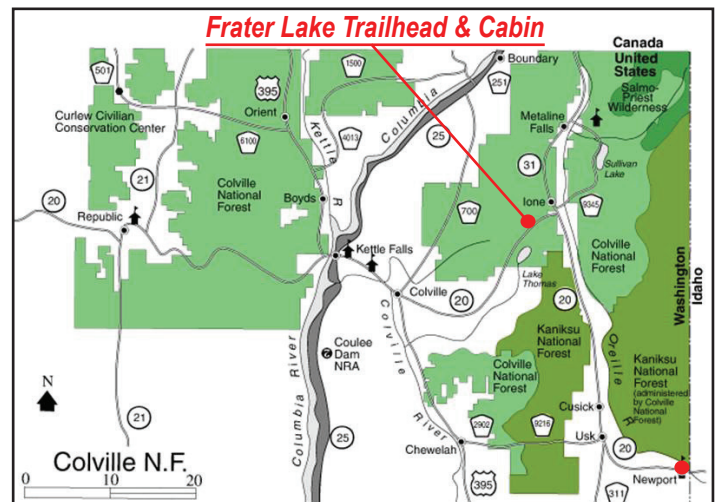 Frater Lake Trailhead & Cabin
Canada
United
States
Boundary
501
1500
251
395
Salmo-
Priest
Wilderness
Curlew Civilian
Conservation Center
Orient
Kettle
R
Columbia
25
Metaline
Falls
6100
4013
21
31
Sullivan
Lake
20
Colville
National
Forest
Boyds
700
Ione
9345
Republic
Kettle Falls
Colville
National
Forest
Lake
Thomas
Colville
20
20
Washington
Idaho
Coulee
Dam
NRA
Colville
River
Kaniksu
National
Forest
Oreille
R
Kaniksu
National
Forest
(administered
by Colville
National
Forest)
Colville
National
Forest
N
Columbia
River
Cusick
21
2902
9216
Usk
20
25
Chewelah
Colville N.F.
0 10 20
395
Newport
311